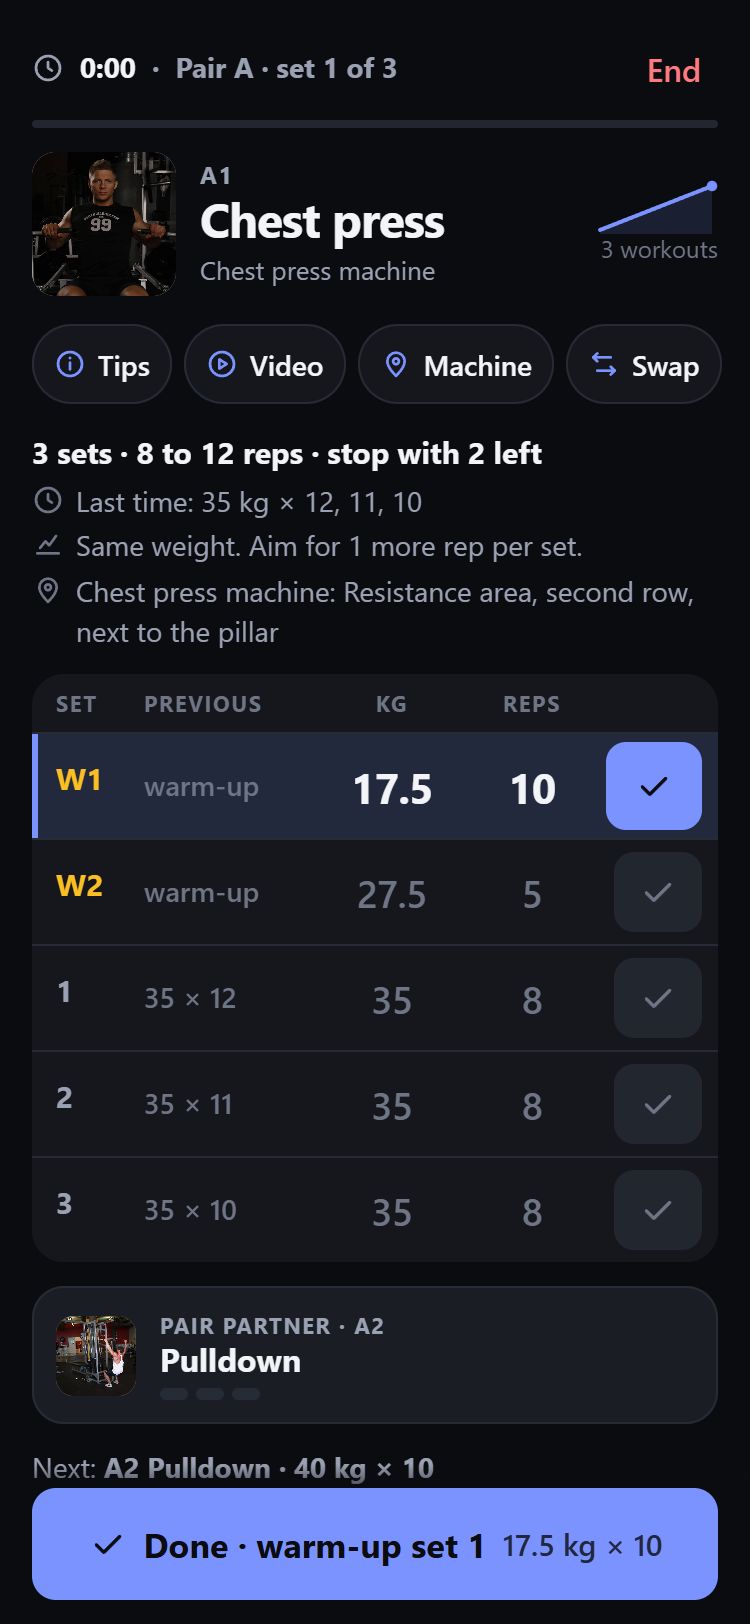 0:00 · Pair A · set 1 of 3
End
99
A1
Chest press
Chest press machine
3 workouts
Tips
Video
Machine
Swap
3 sets · 8 to 12 reps · stop with 2 left
Last time: 35 kg × 12, 11, 10
Same weight. Aim for 1 more rep per set.
Chest press machine: Resistance area, second row,
next to the pillar
SET PREVIOUS KG REPS
W1 warm-up 17.5 10
W2 warm-up 27.5 5
1 35 × 12 35 8
2 35 × 11 35 8
3 35 × 10 35 8
PAIR PARTNER · A2
Pulldown
Next: A2 Pulldown · 40 kg × 10
Done · warm-up set 1 17.5 kg × 10